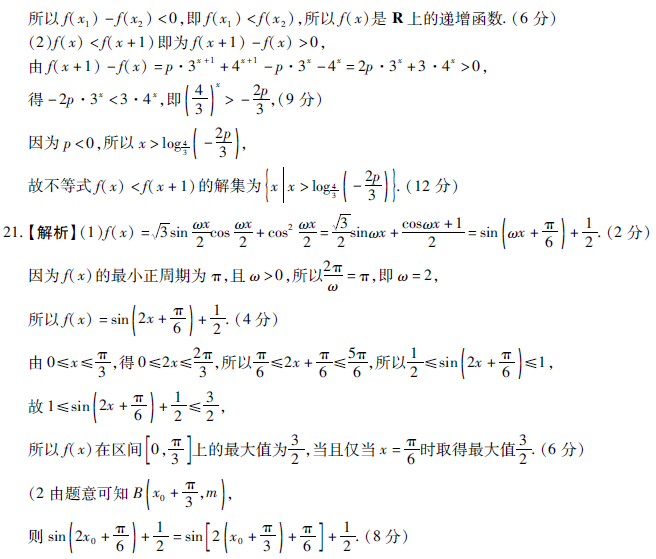 所以f(x₁)-f(x₂)<0,即f(x₁)<f(x₂),所以f(x)是 R 上的递增函数.(6 分)
(2)f(x)<f(x+1)即为f(x+1)-f(x)>0,
由f(x+1)-f(x)=p·3^{x+1}+4^{x+1}-p·3^x-4^x=2p·3^x+3·4^x>0,
得-2p·3^x<3·4^x,即(4/3)^x>-2p/3,(9 分)
因为p<0,所以x>log_{4/3}(-2p/3),
故不等式f(x)<f(x+1)的解集为{x|x>log_{4/3}(-2p/3)}.(12 分)
21.【解析】(1)f(x)=√3sin ωx/2 cos ωx/2+cos² ωx/2=√3/2 sinωx+(cosωx+1)/2=sin(ωx+π/6)+1/2.(2 分)
因为f(x)的最小正周期为π,且ω>0,所以2π/ω=π,即ω=2,
所以f(x)=sin(2x+π/6)+1/2.(4 分)
由0≤x≤π/3,得0≤2x≤2π/3,所以π/6≤2x+π/6≤5π/6,所以1/2≤sin(2x+π/6)≤1,
故1≤sin(2x+π/6)+1/2≤3/2,
所以f(x)在区间[0,π/3]上的最大值为3/2,当且仅当x=π/6时取得最大值3/2.(6 分)
(2 由题意可知B(x₀+π/3,m),
则sin(2x₀+π/6)+1/2=sin[2(x₀+π/3)+π/6]+1/2.(8 分)